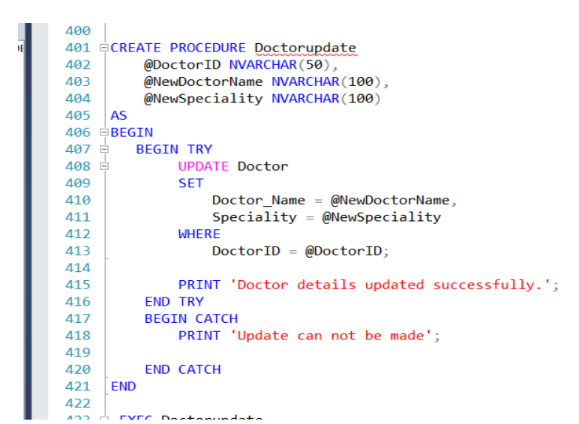 400
401 CREATE PROCEDURE Doctorupdate
402 @DoctorID NVARCHAR(50),
403 @NewDoctorName NVARCHAR(100),
404 @NewSpeciality NVARCHAR(100)
405 AS
406 BEGIN
407 BEGIN TRY
408 UPDATE Doctor
409 SET
410 Doctor_Name = @NewDoctorName,
411 Speciality = @NewSpeciality
412 WHERE
413 DoctorID = @DoctorID;
414
415 PRINT 'Doctor details updated successfully.';
416 END TRY
417 BEGIN CATCH
418 PRINT 'Update can not be made';
419
420 END CATCH
421 END
422
423 EXEC Doctorupdate